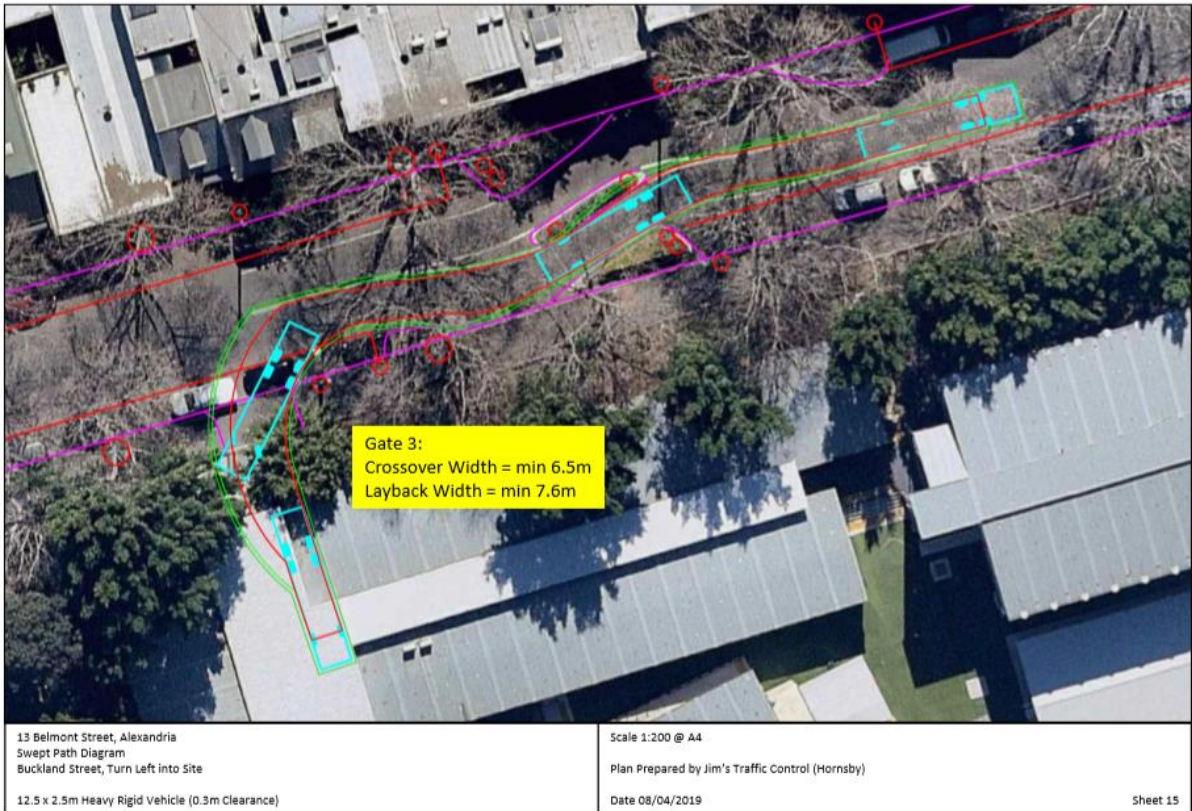 Gate 3:
Crossover Width = min 6.5m
Layback Width = min 7.6m
13 Belmont Street, Alexandria
Swept Path Diagram
Buckland Street, Turn Left into Site
12.5 x 2.5m Heavy Rigid Vehicle (0.3m Clearance)
Scale 1:200 @ A4
Plan Prepared by Jim's Traffic Control (Hornsby)
Date 08/04/2019
Sheet 15